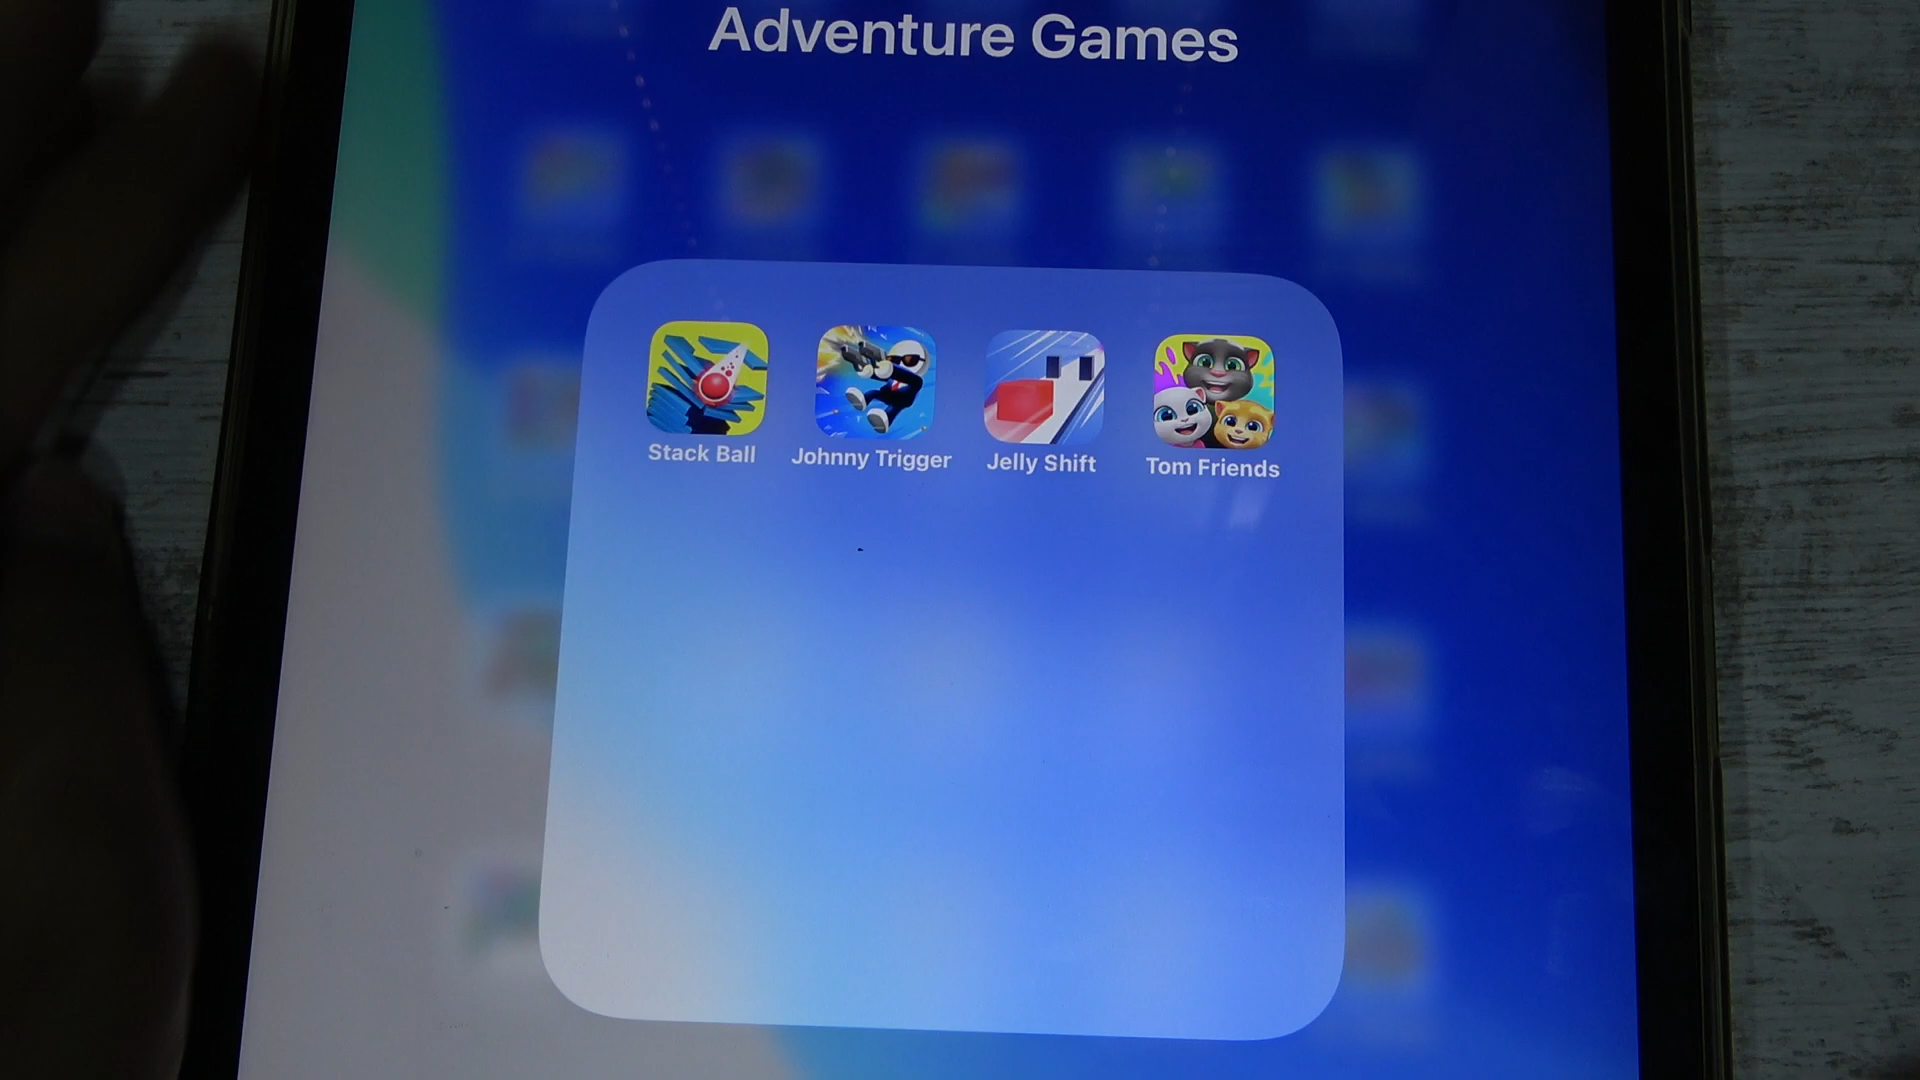 Adventure Games
Stack Ball
Johnny Trigger
Jelly Shift
Tom Friends